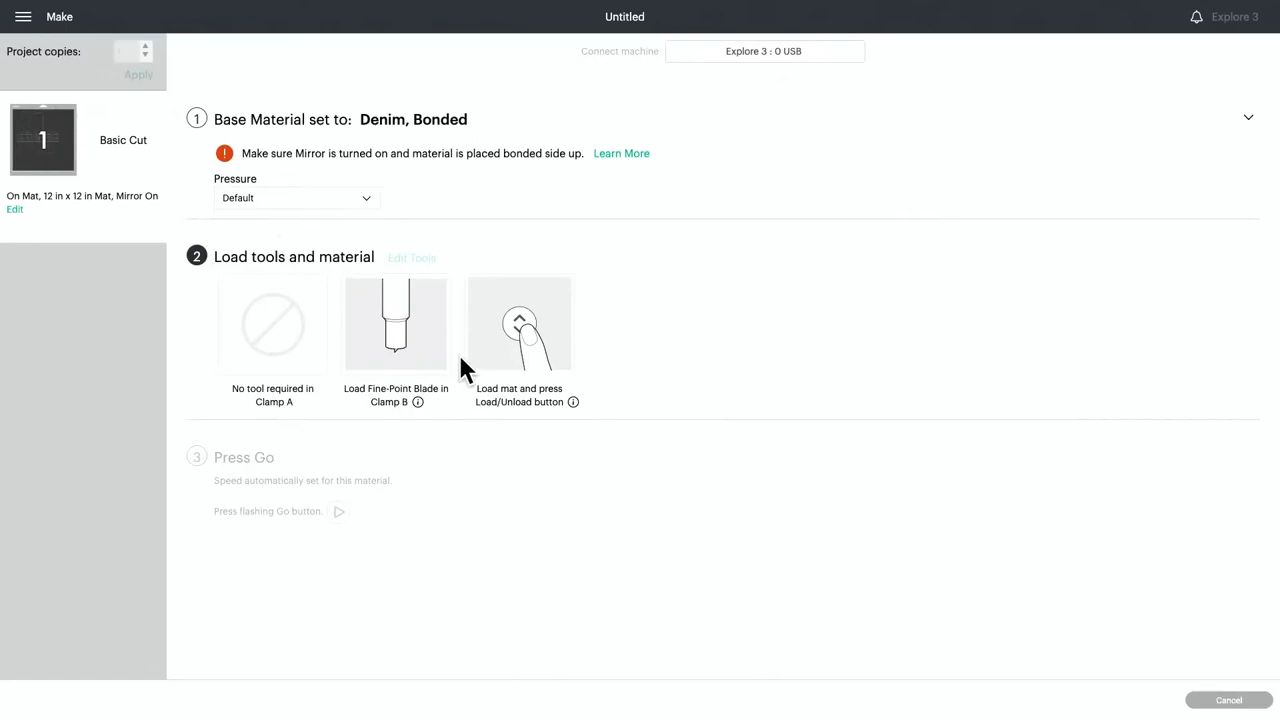 Make
Untitled
Explore 3
Project copies:
1
Apply
Connect machine
Explore 3 : 0 USB
1
Basic Cut
On Mat, 12 in x 12 in Mat, Mirror On
Edit
1 Base Material set to: Denim, Bonded
! Make sure Mirror is turned on and material is placed bonded side up. Learn More
Pressure
Default
2 Load tools and material Edit Tools
No tool required in
Clamp A
Load Fine-Point Blade in
Clamp B
Load mat and press
Load/Unload button
3 Press Go
Speed automatically set for this material.
Press flashing Go button.
Cancel